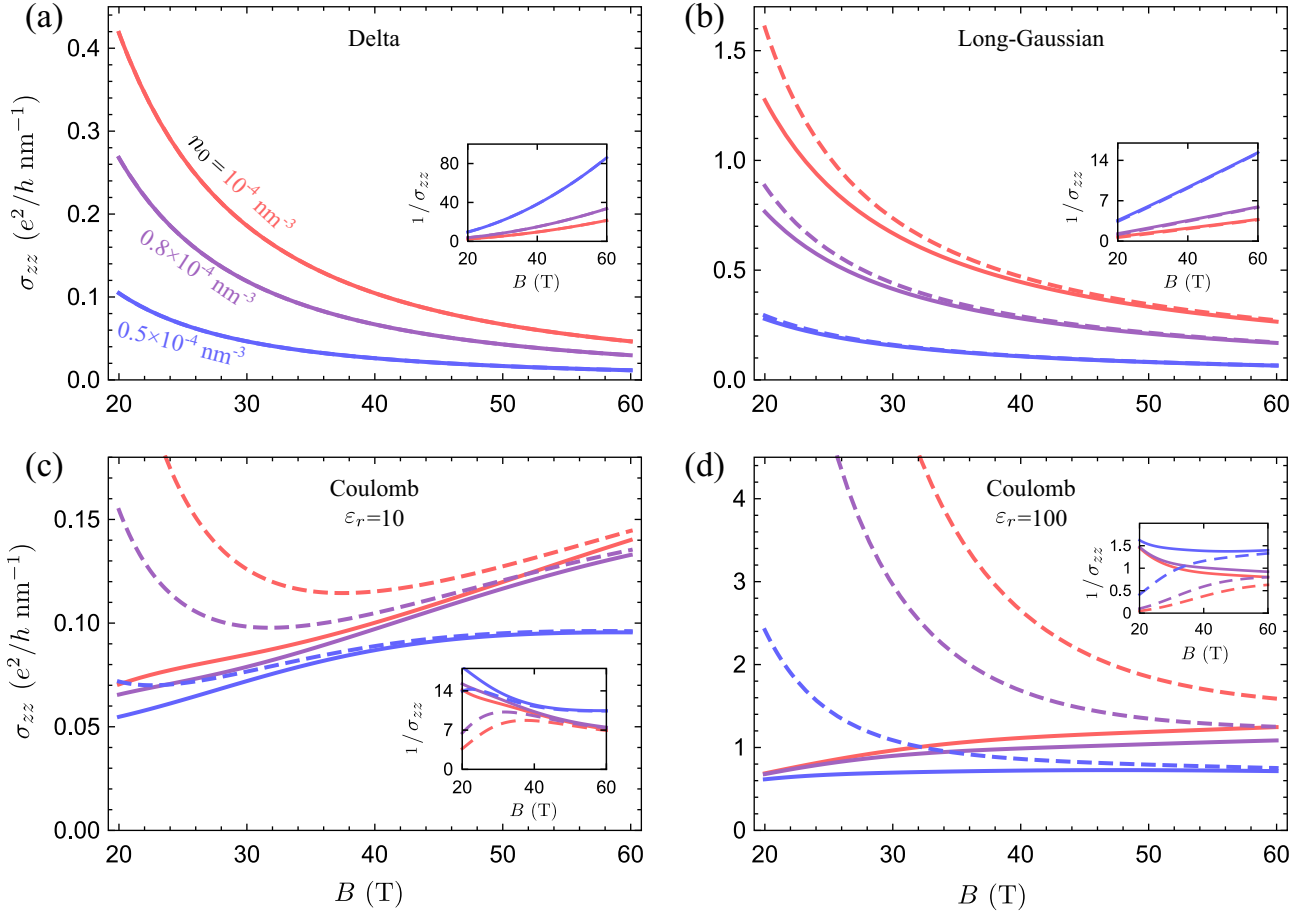 (a)
Delta
σzz (e²/h nm⁻¹)
0.4
0.3
0.2
0.1
0.0
20
30
40
50
60
n₀ = 10⁻⁴ nm⁻³
0.8×10⁻⁴ nm⁻³
0.5×10⁻⁴ nm⁻³
1/σzz
80
40
0
20
40
60
B (T)
(b)
Long-Gaussian
1.5
1.0
0.5
0.0
20
30
40
50
60
1/σzz
14
7
0
20
40
60
B (T)
(c)
Coulomb
εr=10
σzz (e²/h nm⁻¹)
0.15
0.10
0.05
0.00
20
30
40
50
60
B (T)
1/σzz
14
7
0
20
40
60
B (T)
(d)
Coulomb
εr=100
4
3
2
1
0
20
30
40
50
60
B (T)
1/σzz
1.5
1
0.5
0
20
40
60
B (T)